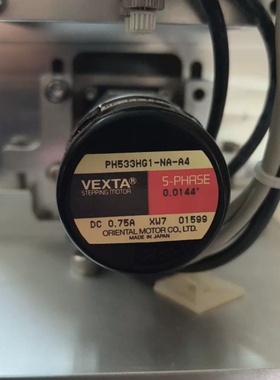 PH533HG1-NA-A4
VEXTA®
STEPPING MOTOR
5-PHASE
0.0144°
DC 0.75A XW7 01599
ORIENTAL MOTOR CO., LTD.
MADE IN JAPAN